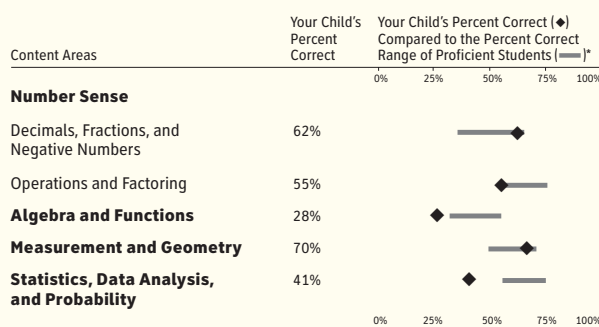 Content Areas
Your Child's
Percent
Correct
Your Child's Percent Correct (◆)
Compared to the Percent Correct
Range of Proficient Students (▬)*
0% 25% 50% 75% 100%
Number Sense
Decimals, Fractions, and 62%
Negative Numbers
Operations and Factoring 55%
Algebra and Functions 28%
Measurement and Geometry 70%
Statistics, Data Analysis, 41%
and Probability
0% 25% 50% 75% 100%